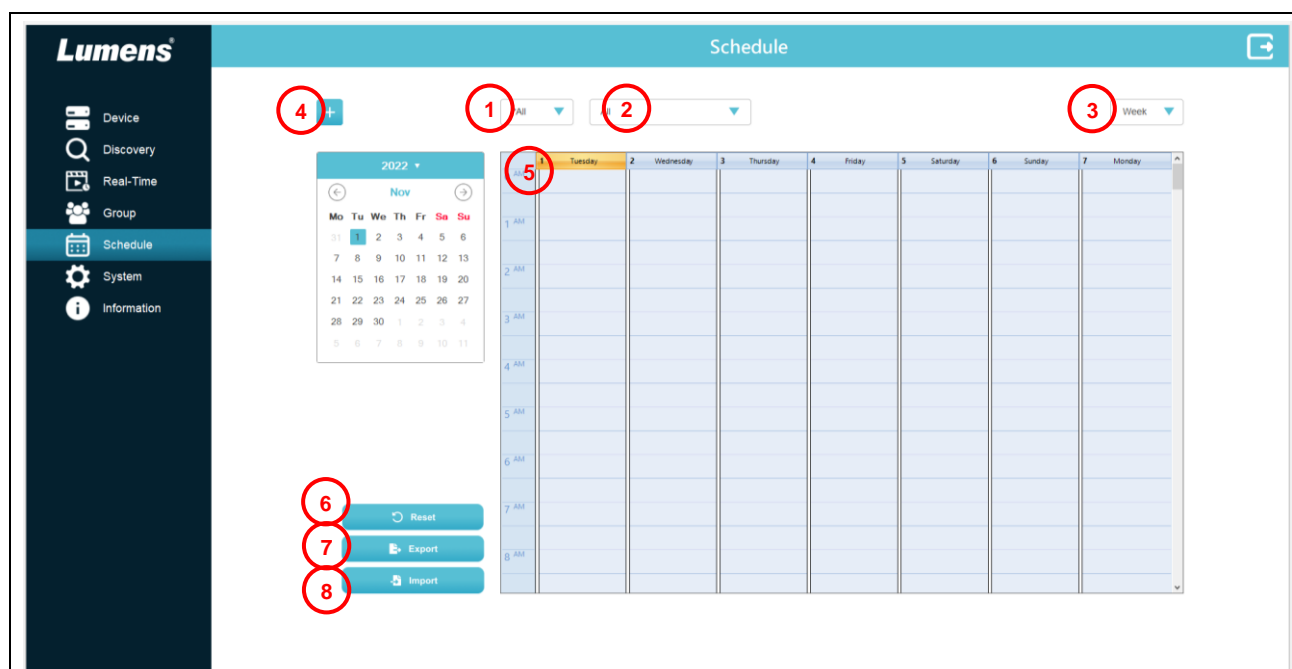 Lumens®
Schedule
Device
Discovery
Real-Time
Group
Schedule
System
Information
4 + 1 All 2 3 Week
2022
Nov
Mo Tu We Th Fr Sa Su
31 1 2 3 4 5 6
7 8 9 10 11 12 13
14 15 16 17 18 19 20
21 22 23 24 25 26 27
28 29 30 1 2 3 4
5 6 7 8 9 10 11
5 1 Tuesday 2 Wednesday 3 Thursday 4 Friday 5 Saturday 6 Sunday 7 Monday
AM
1 AM
2 AM
3 AM
4 AM
5 AM
6 AM
7 AM
8 AM
6
Reset
7
Export
8
Import